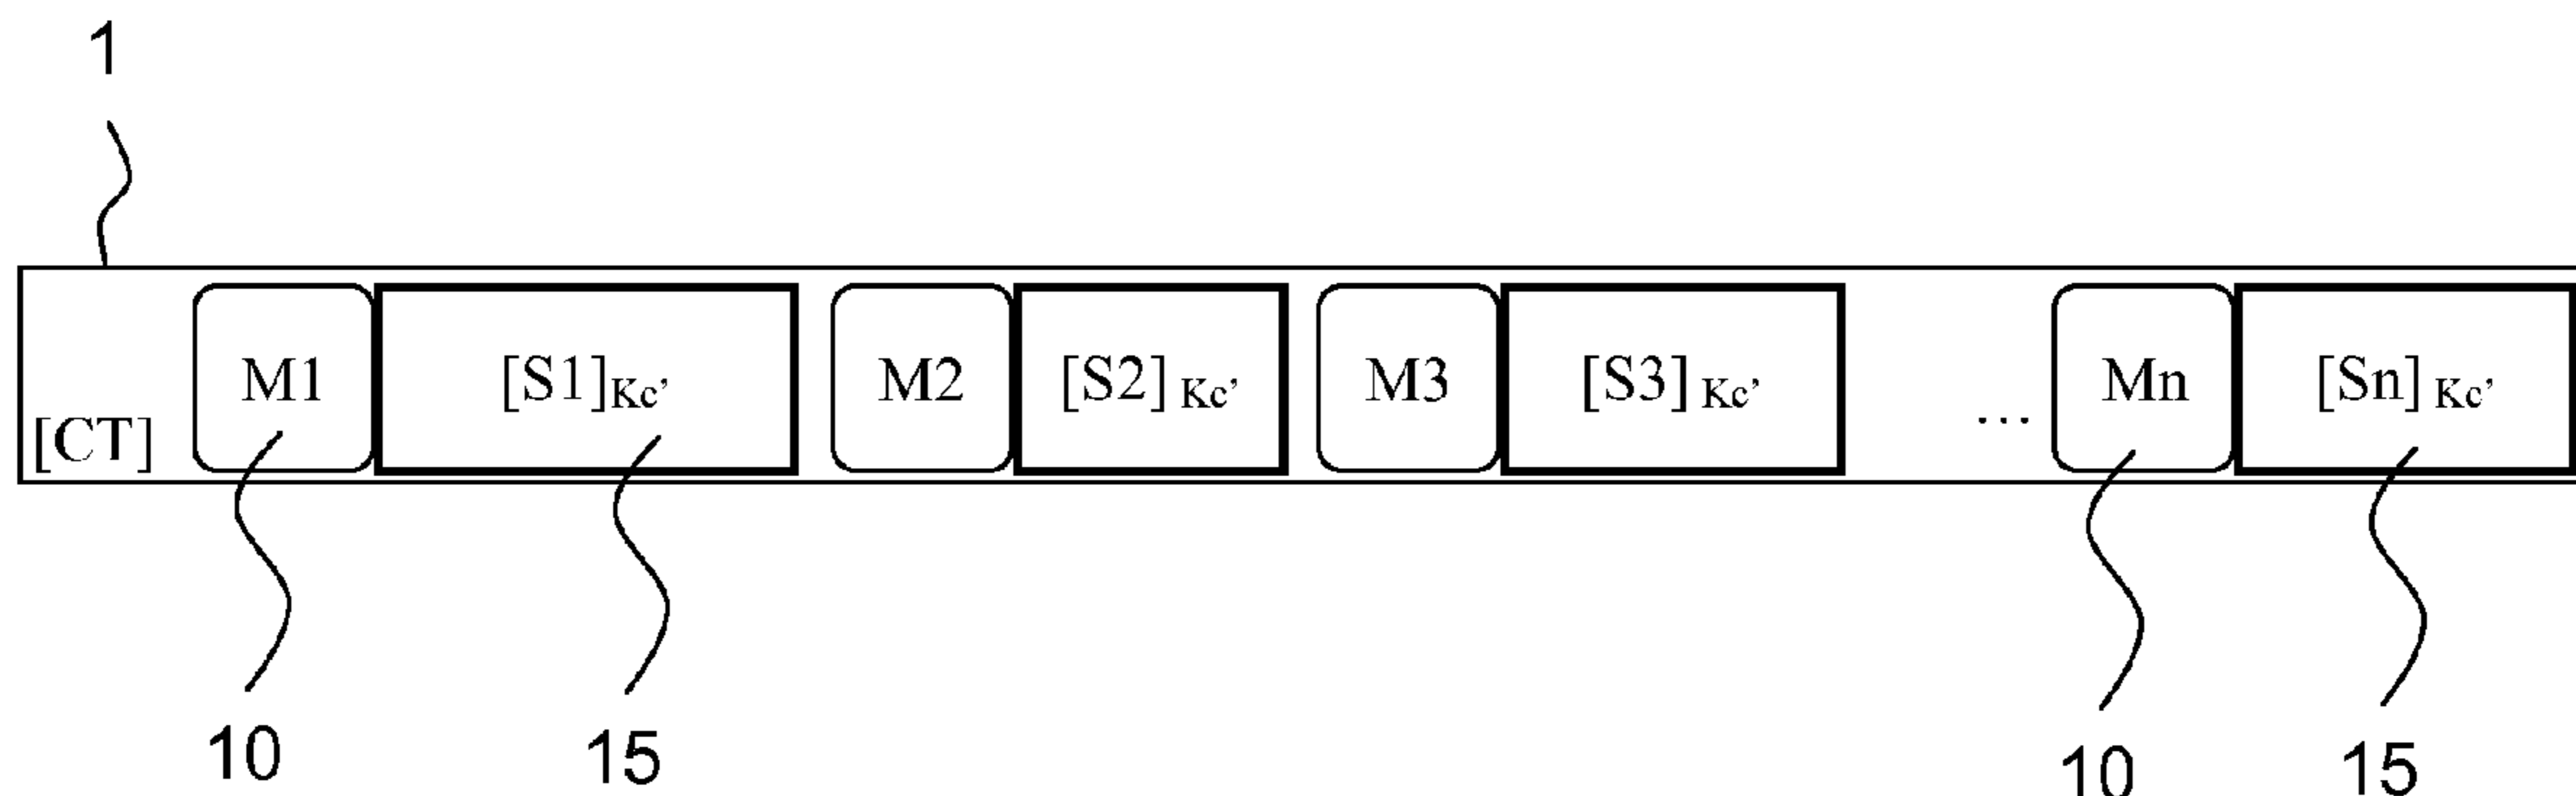 1
[CT] M1 [S1]Kc’ M2 [S2] Kc’ M3 [S3] Kc’ ... Mn [Sn] Kc’
10 15 10 15